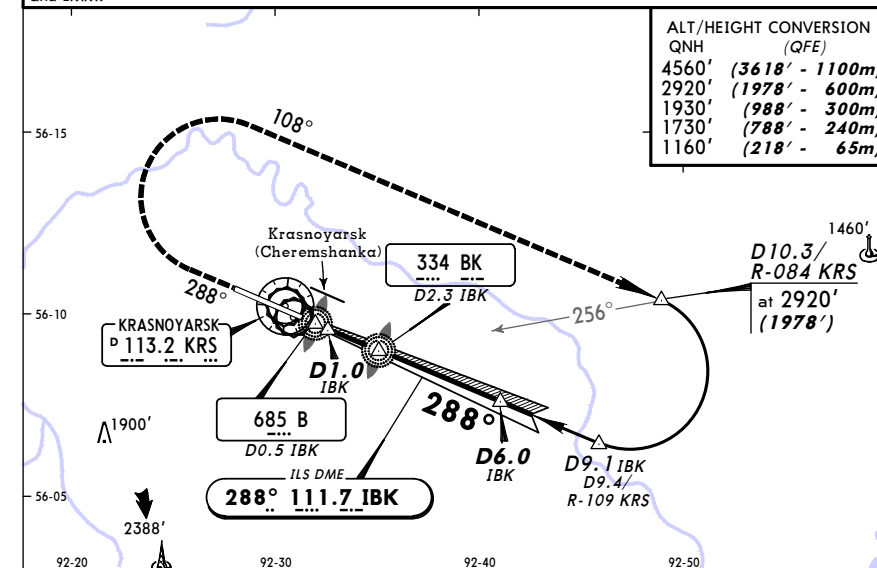 ALT/HEIGHT CONVERSION
QNH (QFE)
4560' (3618' - 1100m)
2920' (1978' - 600m)
1930' (988' - 300m)
1730' (788' - 240m)
1160' (218' - 65m)
56-15
108°
Krasnoyarsk
(Cheremshanka)
334 BK
D2.3 IBK
1460'
D10.3/
R-084 KRS
at 2920'
(1978')
288°
256°
56-10
KRASNOYARSK
D 113.2 KRS
D1.0
IBK
288°
685 B
D0.5 IBK
1900'
D6.0
IBK
D9.1 IBK
D9.4/
R-109 KRS
ILS DME
288° 111.7 IBK
56-05
2388'
92-20
92-30
92-40
92-50